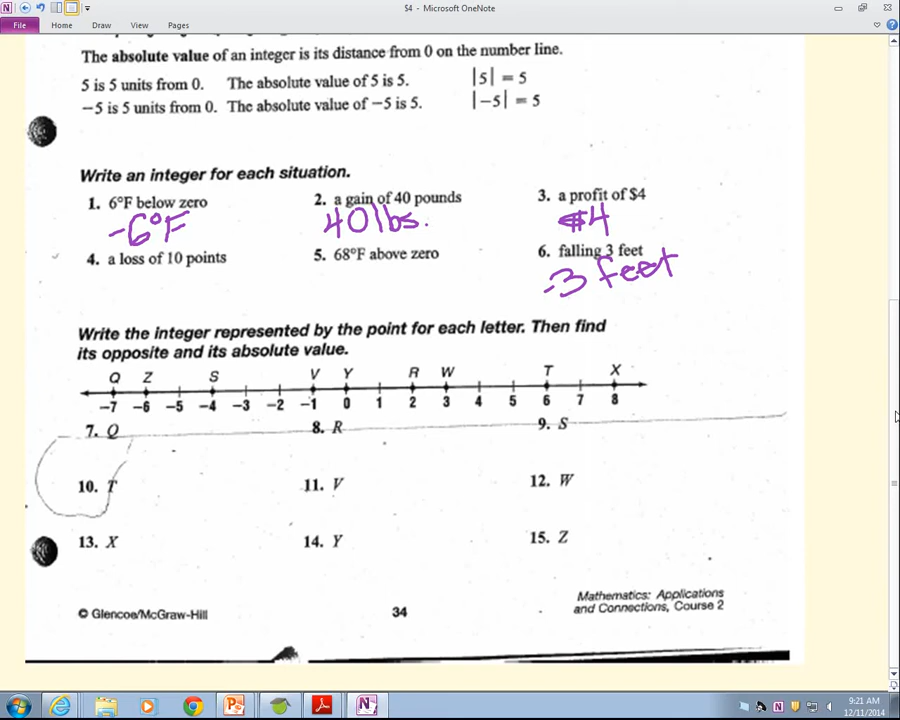 $4 - Microsoft OneNote
File Home Draw View Pages
The absolute value of an integer is its distance from 0 on the number line.
5 is 5 units from 0. The absolute value of 5 is 5. |5| = 5
−5 is 5 units from 0. The absolute value of −5 is 5. |−5| = 5
Write an integer for each situation.
1. 6°F below zero 2. a gain of 40 pounds 3. a profit of $4
-6°F 40 lbs. $4
4. a loss of 10 points 5. 68°F above zero 6. falling 3 feet
-3 feet
Write the integer represented by the point for each letter. Then find
its opposite and its absolute value.
Q Z S V Y R W T X
−7 −6 −5 −4 −3 −2 −1 0 1 2 3 4 5 6 7 8
7. Q 8. R 9. S
10. T 11. V 12. W
13. X 14. Y 15. Z
© Glencoe/McGraw-Hill 34 Mathematics: Applications
and Connections, Course 2
9:21 AM
12/11/2014